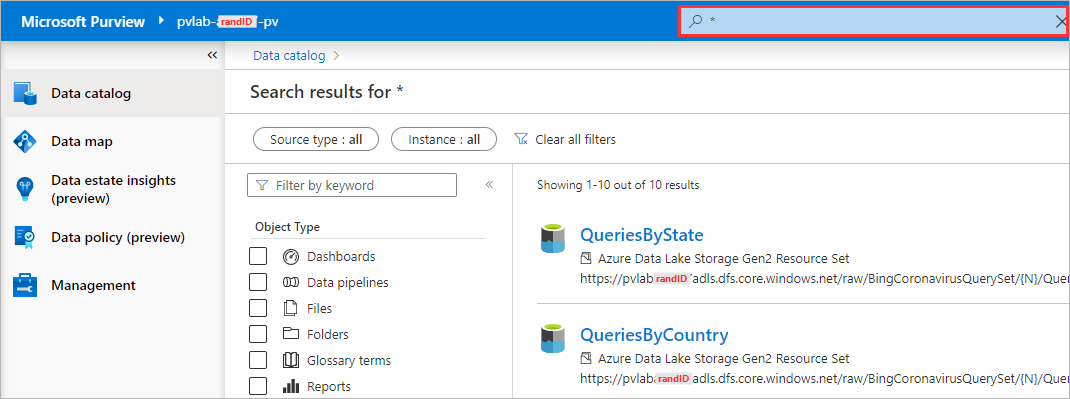 Microsoft Purview pvlab-randID-pv
*
Data catalog
Search results for *
Source type : all Instance : all Clear all filters
Data catalog
Data map
Data estate insights
(preview)
Data policy (preview)
Management
Filter by keyword
Object Type
Dashboards
Data pipelines
Files
Folders
Glossary terms
Reports
Showing 1-10 out of 10 results
QueriesByState
Azure Data Lake Storage Gen2 Resource Set
https://pvlabrandIDadls.dfs.core.windows.net/raw/BingCoronavirusQuerySet/{N}/Quer
QueriesByCountry
Azure Data Lake Storage Gen2 Resource Set
https://pvlabrandIDadls.dfs.core.windows.net/raw/BingCoronavirusQuerySet/{N}/Quer